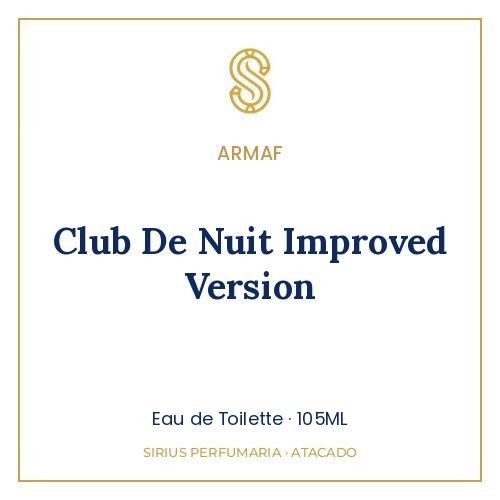 ARMAF
Club De Nuit Improved
Version
Eau de Toilette · 105ML
SIRIUS PERFUMARIA · ATACADO